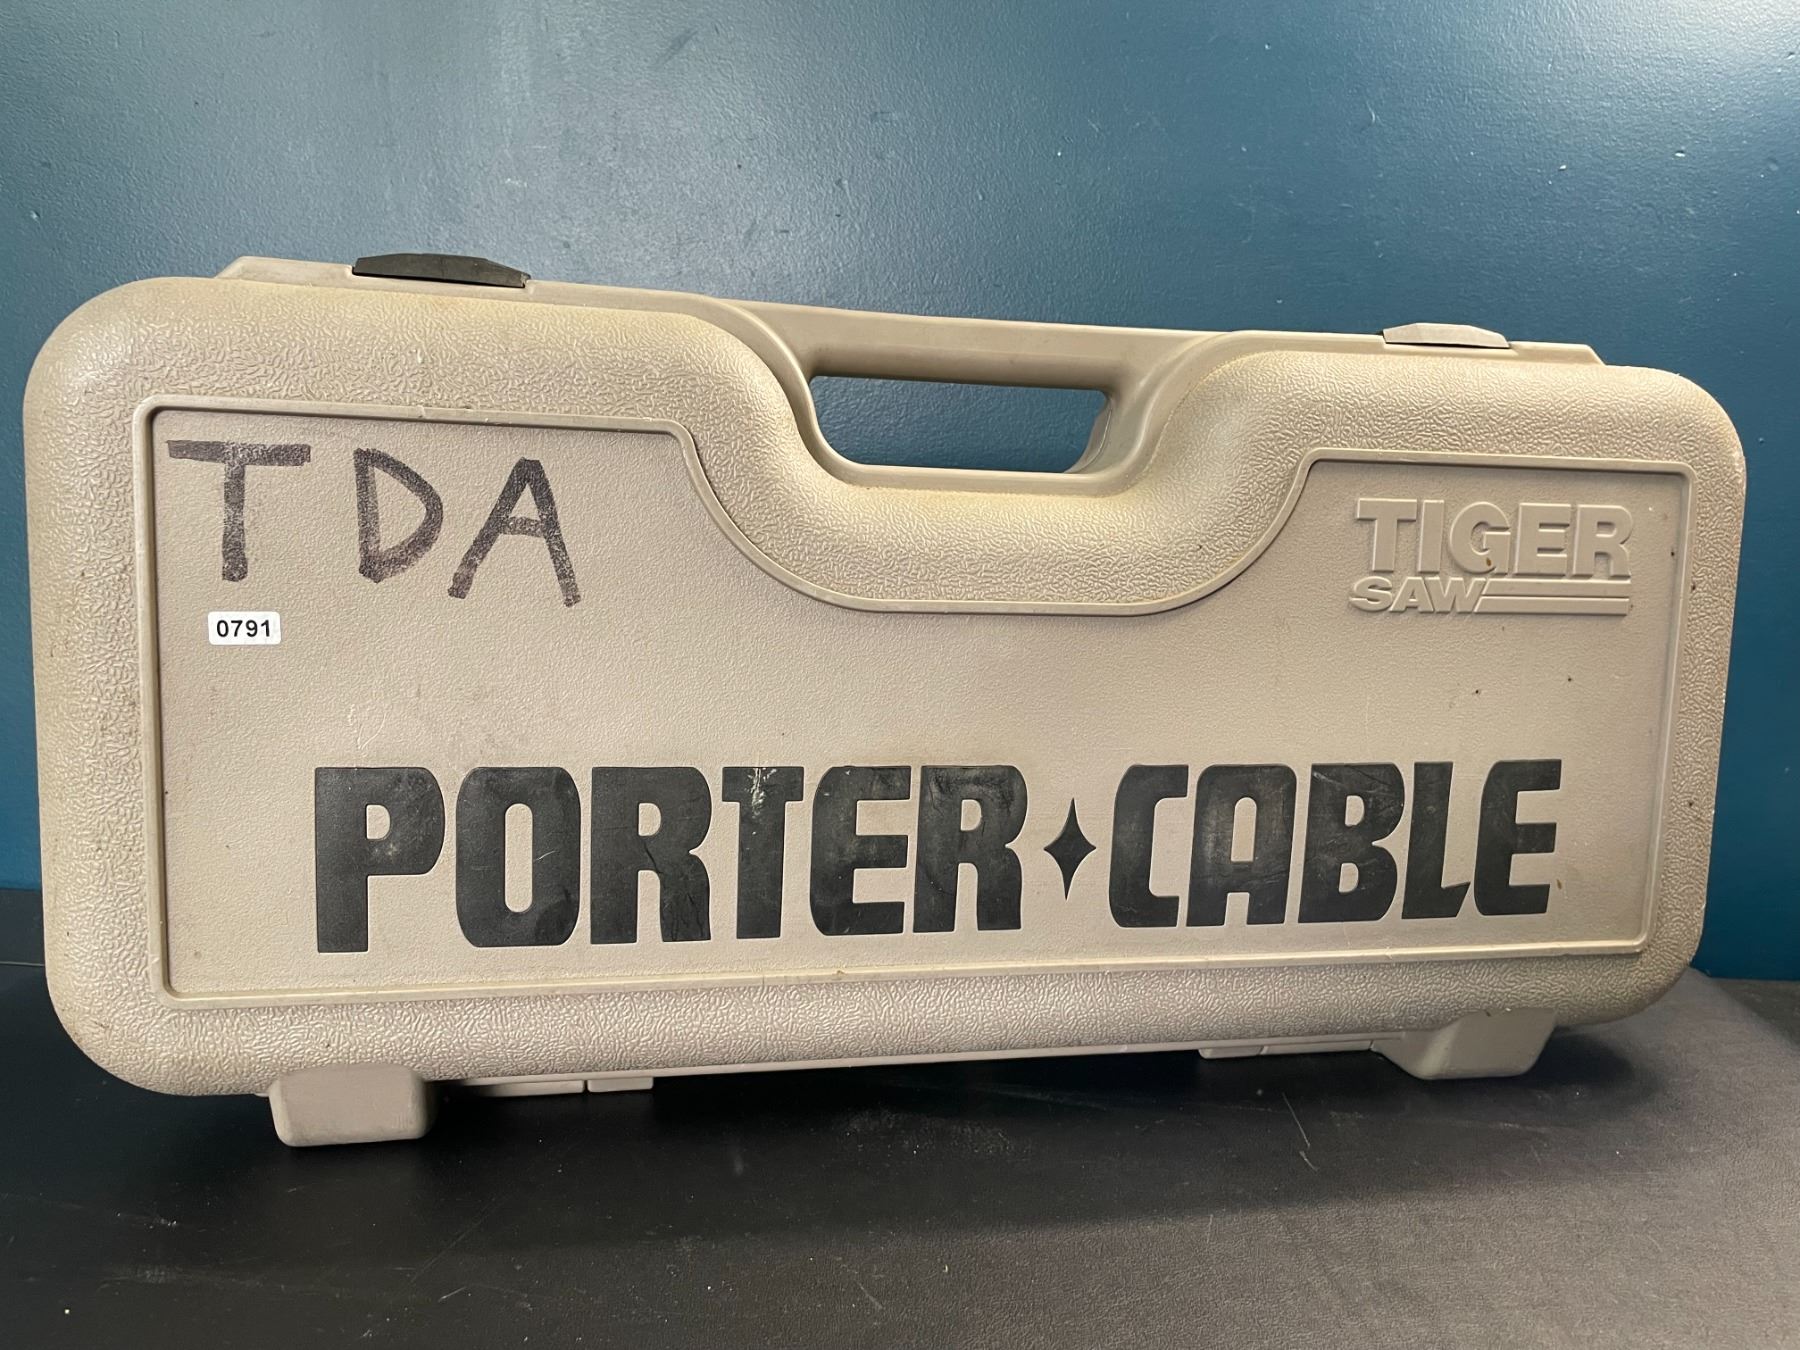 TDA
0791
TIGER
SAW
PORTER✦CABLE